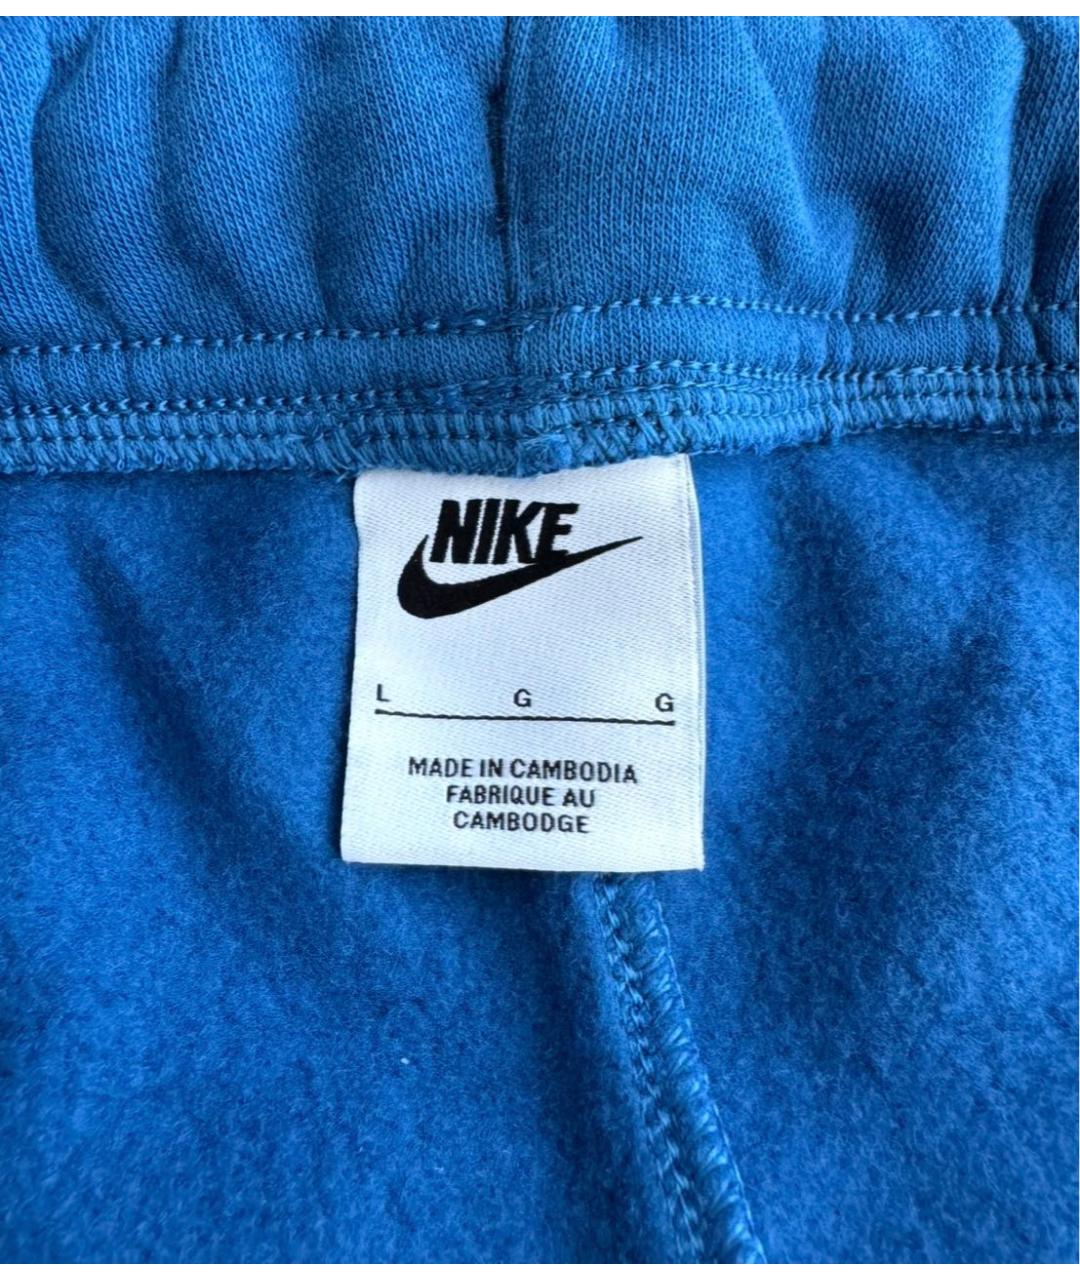 NIKE
L G G
MADE IN CAMBODIA
FABRIQUE AU
CAMBODGE